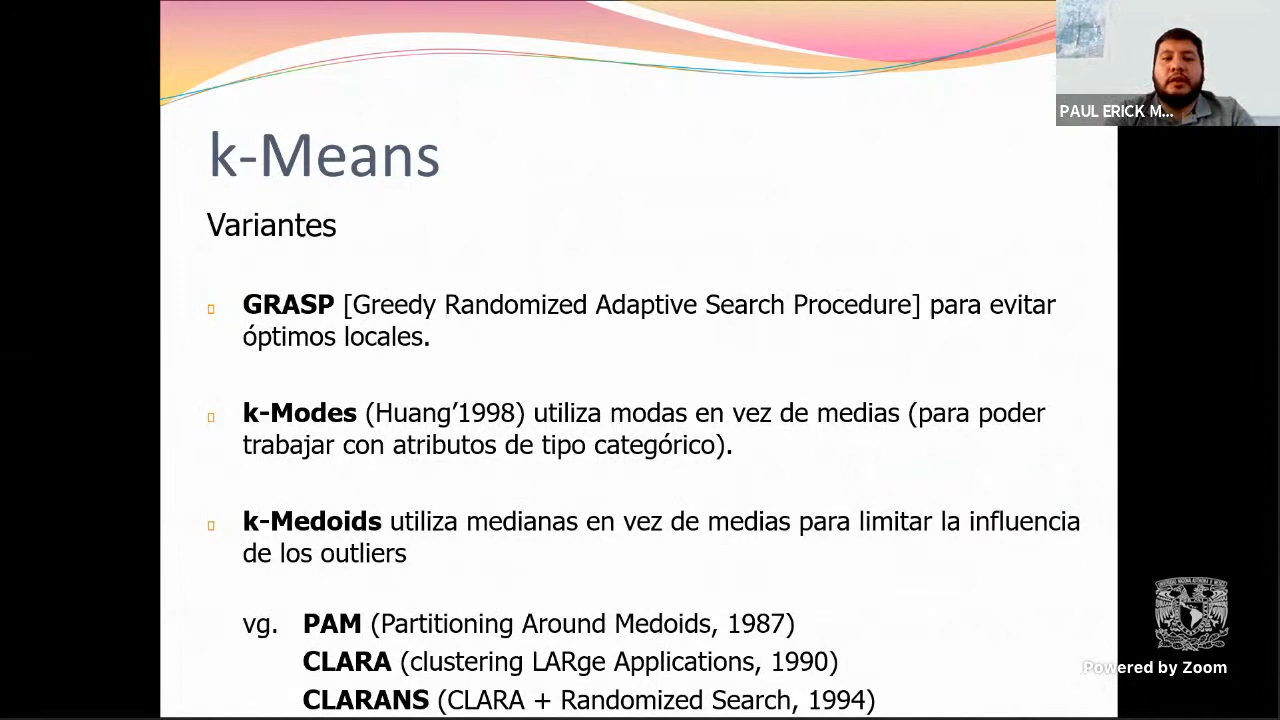 PAUL ERICK M...
k-Means
Variantes
GRASP [Greedy Randomized Adaptive Search Procedure] para evitar
óptimos locales.
k-Modes (Huang’1998) utiliza modas en vez de medias (para poder
trabajar con atributos de tipo categórico).
k-Medoids utiliza medianas en vez de medias para limitar la influencia
de los outliers
vg. PAM (Partitioning Around Medoids, 1987)
CLARA (clustering LARge Applications, 1990)
CLARANS (CLARA + Randomized Search, 1994)
Powered by Zoom